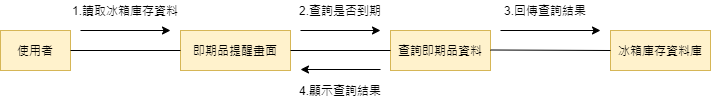 1.讀取冰箱庫存資料
2.查詢是否到期
3.回傳查詢結果
使用者
即期品提醒畫面
查詢即期品資料
冰箱庫存資料庫
4.顯示查詢結果